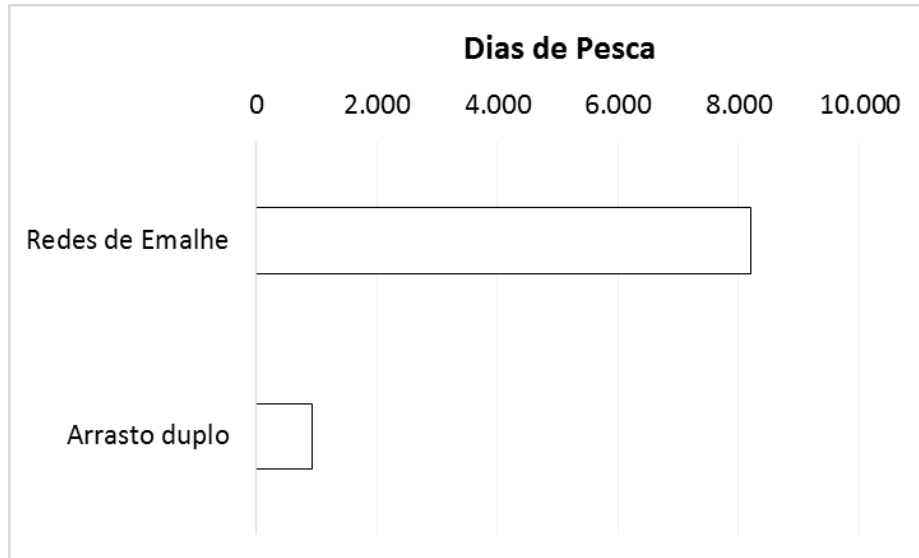 Dias de Pesca
0 2.000 4.000 6.000 8.000 10.000
Redes de Emalhe
Arrasto duplo